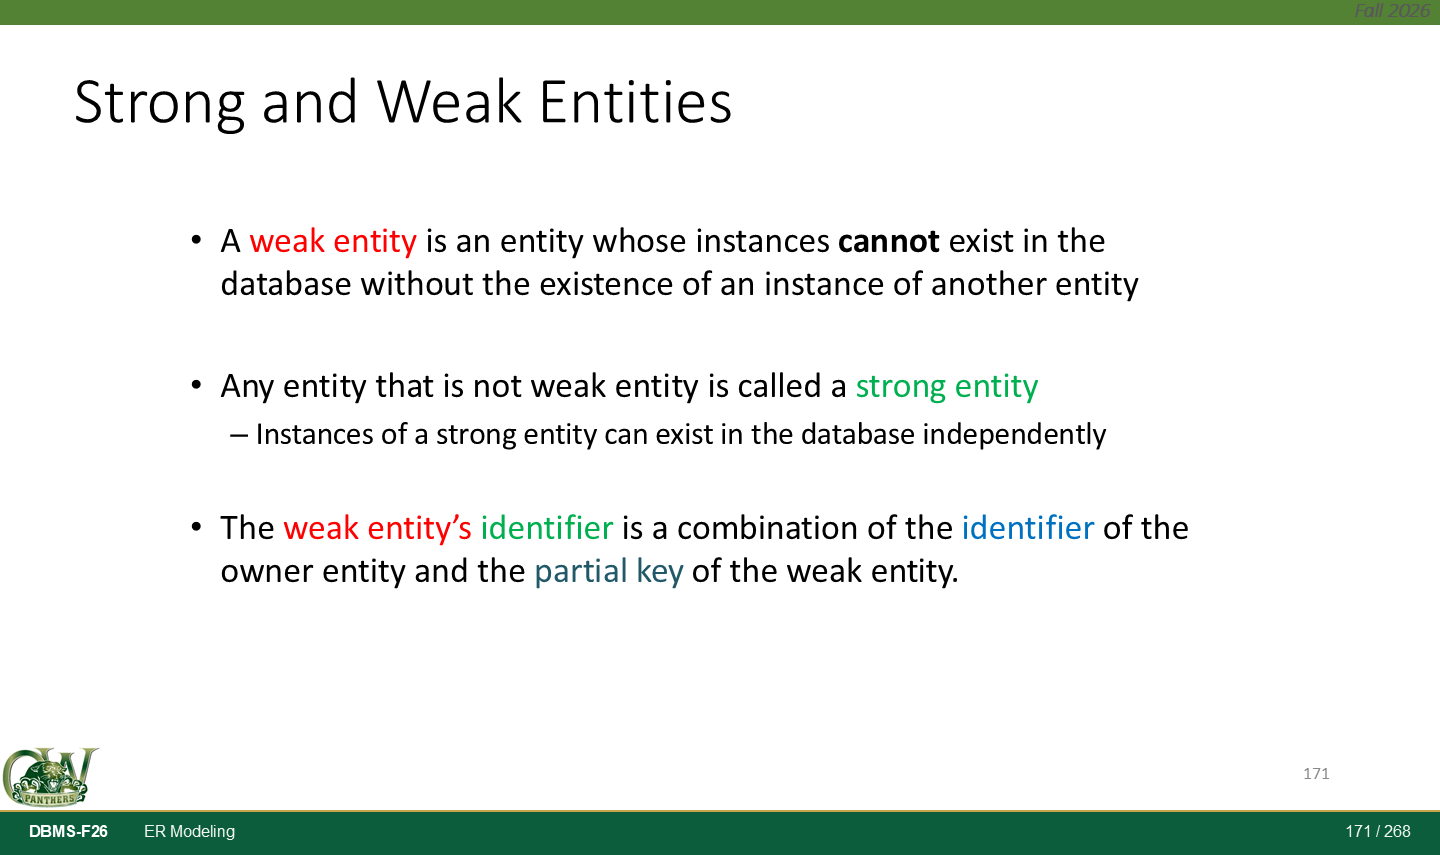 Fall 2026
Strong and Weak Entities
• A weak entity is an entity whose instances cannot exist in the
database without the existence of an instance of another entity
• Any entity that is not weak entity is called a strong entity
– Instances of a strong entity can exist in the database independently
• The weak entity’s identifier is a combination of the identifier of the
owner entity and the partial key of the weak entity.
171
OW
PANTHERS
DBMS-F26 ER Modeling 171 / 268